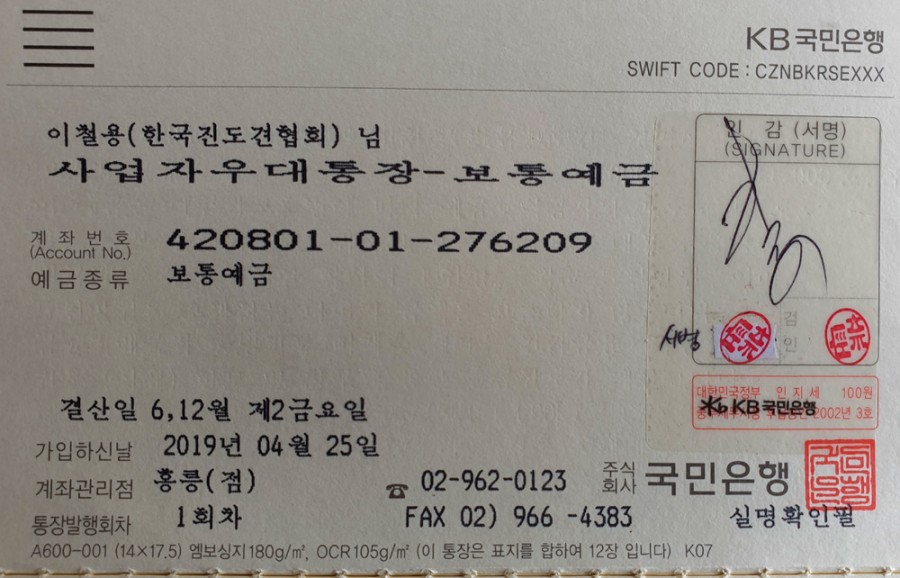 KB국민은행
SWIFT CODE : CZNBKRSEXXX
이철용(한국진도견협회) 님
사업자우대통장-보통예금
인 감 (서명)
(SIGNATURE)
계 좌 번 호 420801-01-276209
(Account No.)
예 금 종 류 보통예금
검
인
대한민국정부 인 지 세 100원
KB국민은행
2002년 3호
결산일 6,12월 제2금요일
가입하신날 2019년 04월 25일
계좌관리점 홍릉(점) ☎ 02-962-0123 주식회사 국민은행
통장발행회차 1회차 FAX 02) 966 -4383 실명확인필
A600-001 (14×17.5) 엠보싱지180g/㎡, OCR105g/㎡ (이 통장은 표지를 합하여 12장 입니다) K07